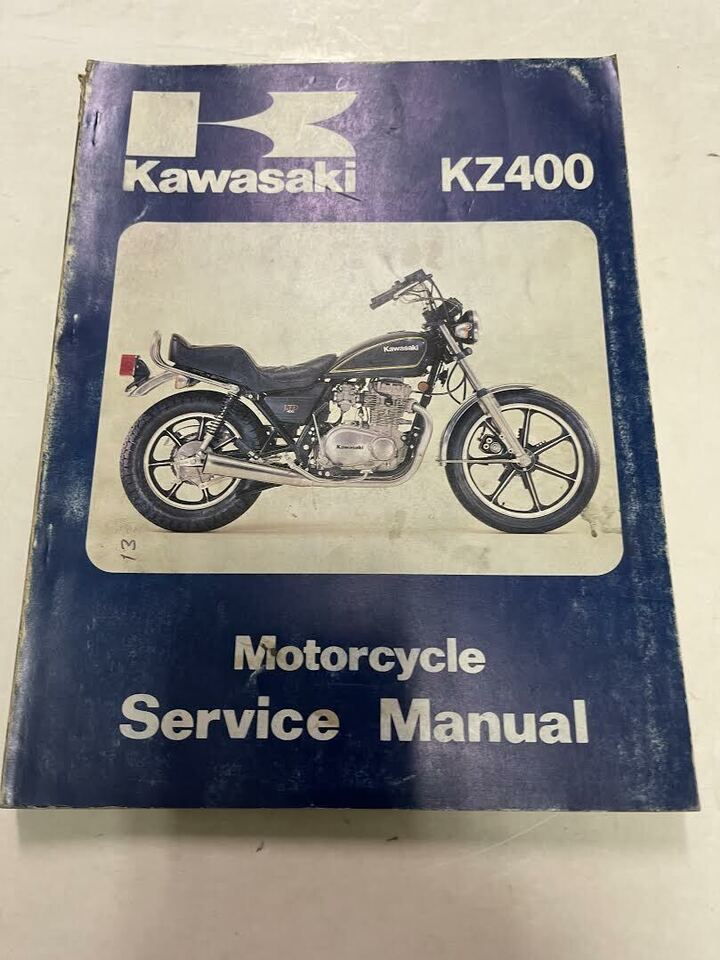 Kawasaki KZ400
Kawasaki
Kawasaki
13
Motorcycle
Service Manual